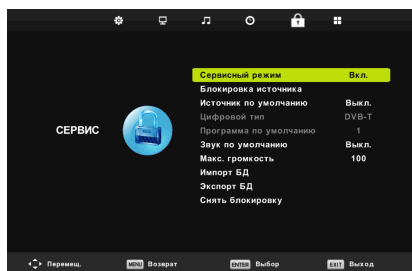 Сервисный режим Вкл.
Блокировка источника
Источник по умолчанию Выкл.
Цифровой тип DVB-T
Программа по умолчанию 1
СЕРВИС
Звук по умолчанию Выкл.
Макс. громкость 100
Импорт БД
Экспорт БД
Снять блокировку
Перемещ. MENU Возврат ENTER Выбор EXIT Выход